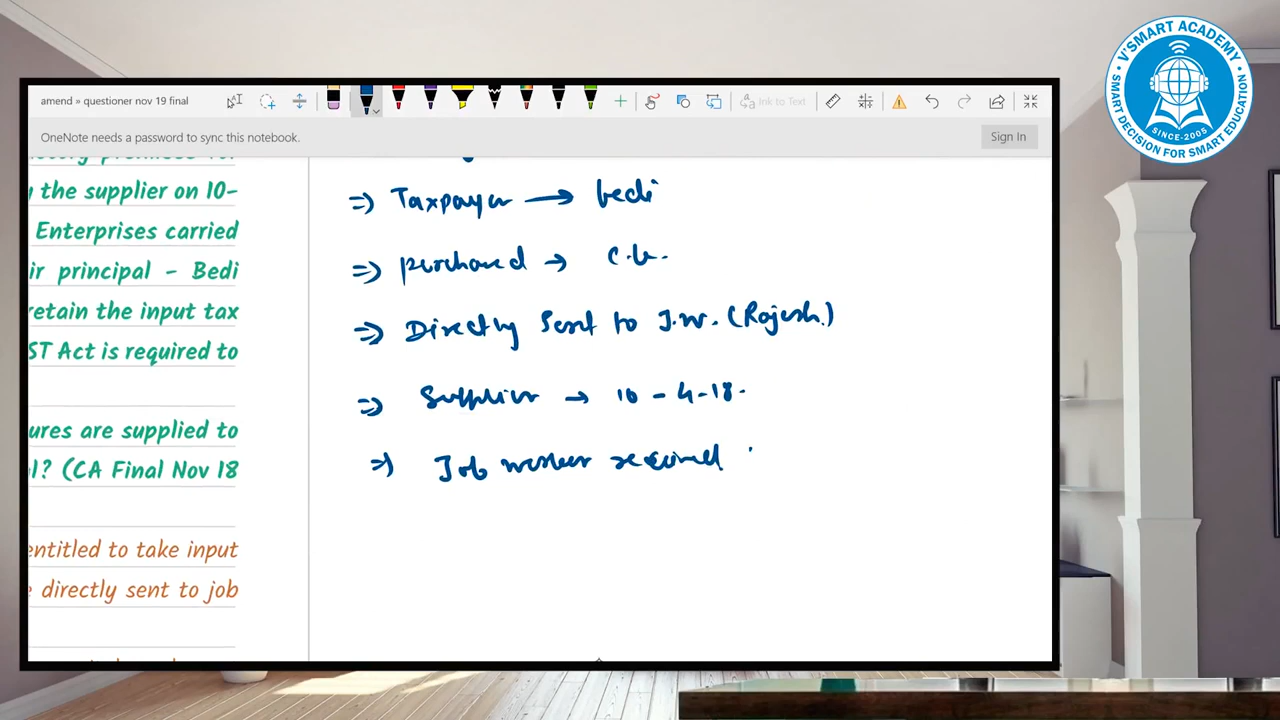 V'SMART ACADEMY
SMART DECISION FOR SMART EDUCATION
SINCE-2005
amend » questioner nov 19 final
Ink to Text
OneNote needs a password to sync this notebook.
Sign In
y the supplier on 10-
Enterprises carried
ir principal - Bedi
retain the input tax
ST Act is required to
ures are supplied to
l? (CA Final Nov 18
entitled to take input
e directly sent to job
⇒ Taxpayer → bedi
⇒ purchased → C.G.
⇒ Directly Sent to J.W. (Rajesh.)
⇒ Supplier → 10-4-18.
⇒ Job worker received